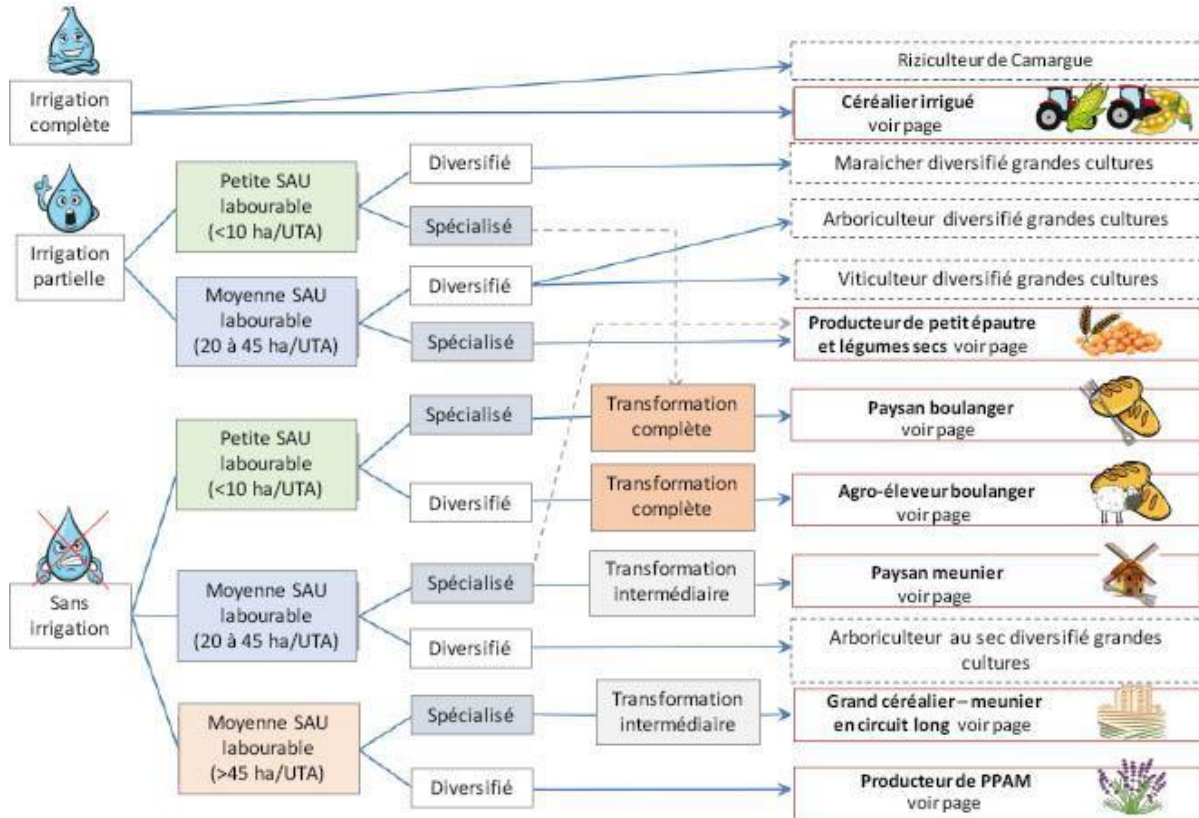 Irrigation
complète
Riziculteur de Camargue
Céréalier irrigué
voir page
Irrigation
partielle
Petite SAU
labourable
(<10 ha/UTA)
Diversifié
Maraicher diversifié grandes cultures
Spécialisé
Arboriculteur diversifié grandes cultures
Moyenne SAU
labourable
(20 à 45 ha/UTA)
Diversifié
Viticulteur diversifié grandes cultures
Spécialisé
Producteur de petit épautre
et légumes secs voir page
Sans
irrigation
Petite SAU
labourable
(<10 ha/UTA)
Spécialisé
Transformation
complète
Paysan boulanger
voir page
Diversifié
Transformation
complète
Agro-éleveur boulanger
voir page
Moyenne SAU
labourable
(20 à 45 ha/UTA)
Spécialisé
Transformation
intermédiaire
Paysan meunier
voir page
Diversifié
Arboriculteur au sec diversifié grandes
cultures
Moyenne SAU
labourable
(>45 ha/UTA)
Spécialisé
Transformation
intermédiaire
Grand céréalier – meunier
en circuit long voir page
Diversifié
Producteur de PPAM
voir page